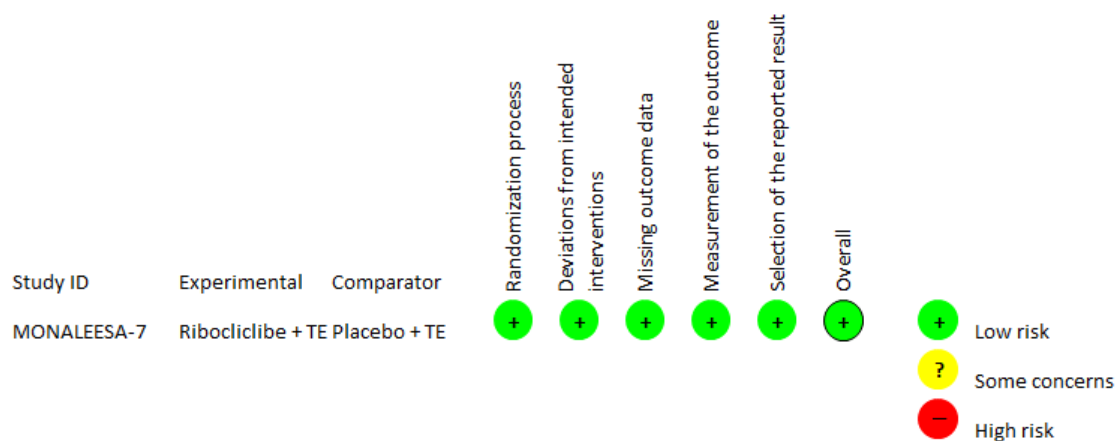 Randomization process
Deviations from intended
interventions
Missing outcome data
Measurement of the outcome
Selection of the reported result
Overall
Study ID Experimental Comparator
MONALEESA-7 Ribocliclibe + TE Placebo + TE + + + + + + + Low risk
? Some concerns
− High risk